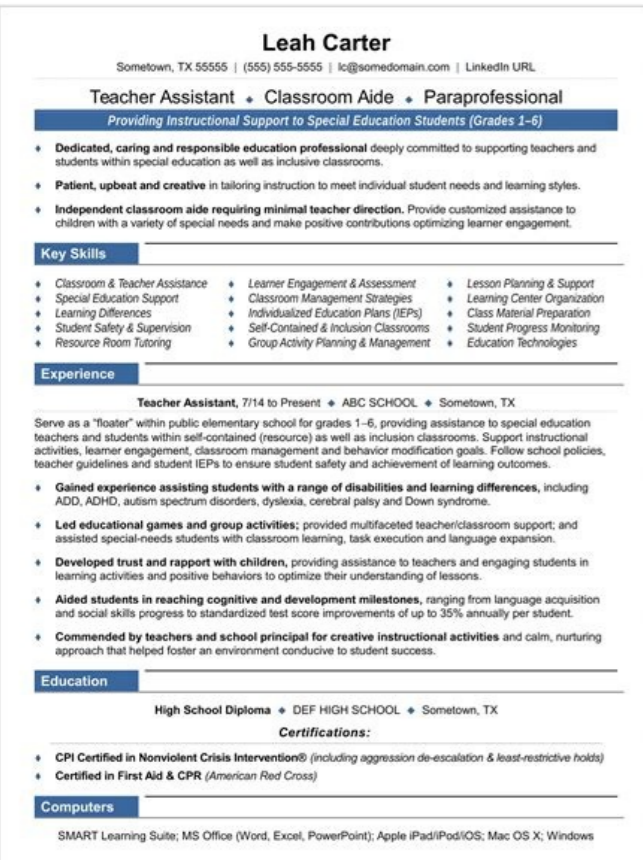 Leah Carter
Sometown, TX 55555 | (555) 555-5555 | lc@somedomain.com | LinkedIn URL
Teacher Assistant ♦ Classroom Aide ♦ Paraprofessional
Providing Instructional Support to Special Education Students (Grades 1–6)
♦ Dedicated, caring and responsible education professional deeply committed to supporting teachers and
students within special education as well as inclusive classrooms.
♦ Patient, upbeat and creative in tailoring instruction to meet individual student needs and learning styles.
♦ Independent classroom aide requiring minimal teacher direction. Provide customized assistance to
children with a variety of special needs and make positive contributions optimizing learner engagement.
Key Skills
♦ Classroom & Teacher Assistance ♦ Learner Engagement & Assessment ♦ Lesson Planning & Support
♦ Special Education Support ♦ Classroom Management Strategies ♦ Learning Center Organization
♦ Learning Differences ♦ Individualized Education Plans (IEPs) ♦ Class Material Preparation
♦ Student Safety & Supervision ♦ Self-Contained & Inclusion Classrooms ♦ Student Progress Monitoring
♦ Resource Room Tutoring ♦ Group Activity Planning & Management ♦ Education Technologies
Experience
Teacher Assistant, 7/14 to Present ♦ ABC SCHOOL ♦ Sometown, TX
Serve as a "floater" within public elementary school for grades 1–6, providing assistance to special education
teachers and students within self-contained (resource) as well as inclusion classrooms. Support instructional
activities, learner engagement, classroom management and behavior modification goals. Follow school policies,
teacher guidelines and student IEPs to ensure student safety and achievement of learning outcomes.
♦ Gained experience assisting students with a range of disabilities and learning differences, including
ADD, ADHD, autism spectrum disorders, dyslexia, cerebral palsy and Down syndrome.
♦ Led educational games and group activities; provided multifaceted teacher/classroom support; and
assisted special-needs students with classroom learning, task execution and language expansion.
♦ Developed trust and rapport with children, providing assistance to teachers and engaging students in
learning activities and positive behaviors to optimize their understanding of lessons.
♦ Aided students in reaching cognitive and development milestones, ranging from language acquisition
and social skills progress to standardized test score improvements of up to 35% annually per student.
♦ Commended by teachers and school principal for creative instructional activities and calm, nurturing
approach that helped foster an environment conducive to student success.
Education
High School Diploma ♦ DEF HIGH SCHOOL ♦ Sometown, TX
Certifications:
♦ CPI Certified in Nonviolent Crisis Intervention® (including aggression de-escalation & least-restrictive holds)
♦ Certified in First Aid & CPR (American Red Cross)
Computers
SMART Learning Suite; MS Office (Word, Excel, PowerPoint); Apple iPad/iPod/iOS; Mac OS X; Windows